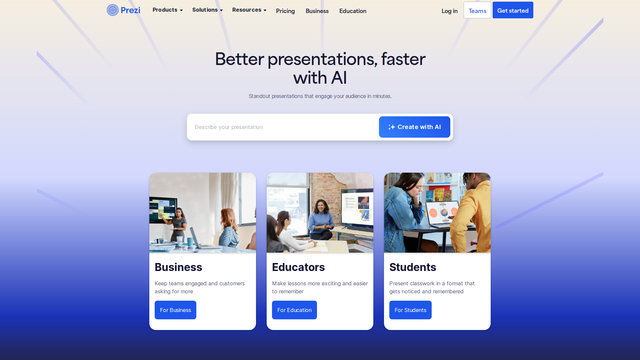 Prezi
Products
Solutions
Resources
Pricing
Business
Education
Log in
Teams
Get started
Better presentations, faster
with AI
Standout presentations that engage your audience in minutes.
Describe your presentation
Create with AI
Business
Keep teams engaged and customers
asking for more
For Business
Educators
Make lessons more exciting and easier
to remember
For Education
Students
Present classwork in a format that
gets noticed and remembered
For Students